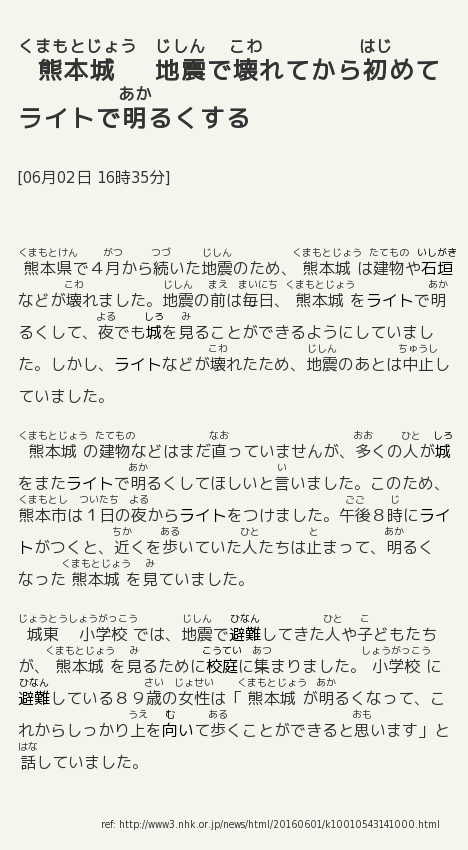 くまもとじょう じしん こわ はじ
熊本城 地震で壊れてから初めて
あか
ライトで明るくする
[06月02日 16時35分]
くまもとけん がつ つづ じしん くまもとじょう たてもの いしがき
熊本県で４月から続いた地震のため、熊本城は建物や石垣
こわ じしん まえ まいにち くまもとじょう あか
などが壊れました。地震の前は毎日、熊本城をライトで明
よる しろ み
るくして、夜でも城を見ることができるようにしていまし
こわ じしん ちゅうし
た。しかし、ライトなどが壊れたため、地震のあとは中止し
ていました。
くまもとじょう たてもの なお おお ひと しろ
熊本城の建物などはまだ直っていませんが、多くの人が城
あか い
をまたライトで明るくしてほしいと言いました。このため、
くまもとし ついたち よる ごご じ
熊本市は１日の夜からライトをつけました。午後８時にライ
ちか ある ひと と あか
トがつくと、近くを歩いていた人たちは止まって、明るく
くまもとじょう み
なった熊本城を見ていました。
じょうとうしょうがっこう じしん ひなん ひと こ
城東小学校では、地震で避難してきた人や子どもたち
くまもとじょう み こうてい あつ しょうがっこう
が、熊本城を見るために校庭に集まりました。小学校に
ひなん さい じょせい くまもとじょう あか
避難している８９歳の女性は「熊本城が明るくなって、こ
うえ む ある おも
れからしっかり上を向いて歩くことができると思います」と
はな
話していました。
ref: http://www3.nhk.or.jp/news/html/20160601/k10010543141000.html